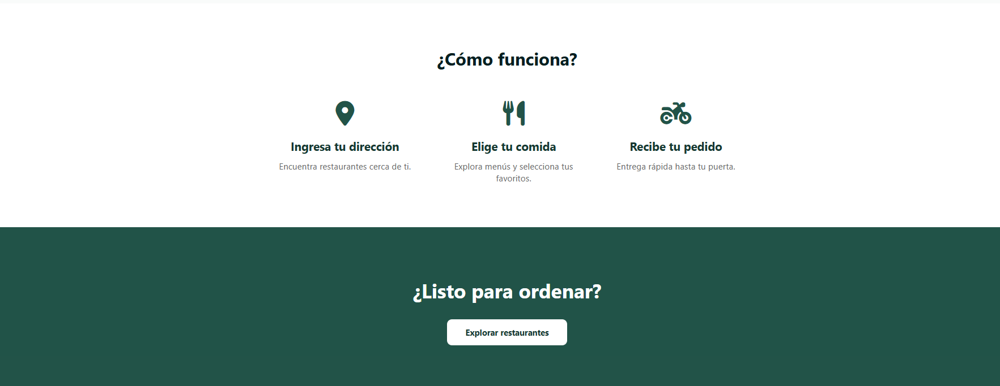 ¿Cómo funciona?
Ingresa tu dirección
Encuentra restaurantes cerca de ti.
Elige tu comida
Explora menús y selecciona tus
favoritos.
Recibe tu pedido
Entrega rápida hasta tu puerta.
¿Listo para ordenar?
Explorar restaurantes